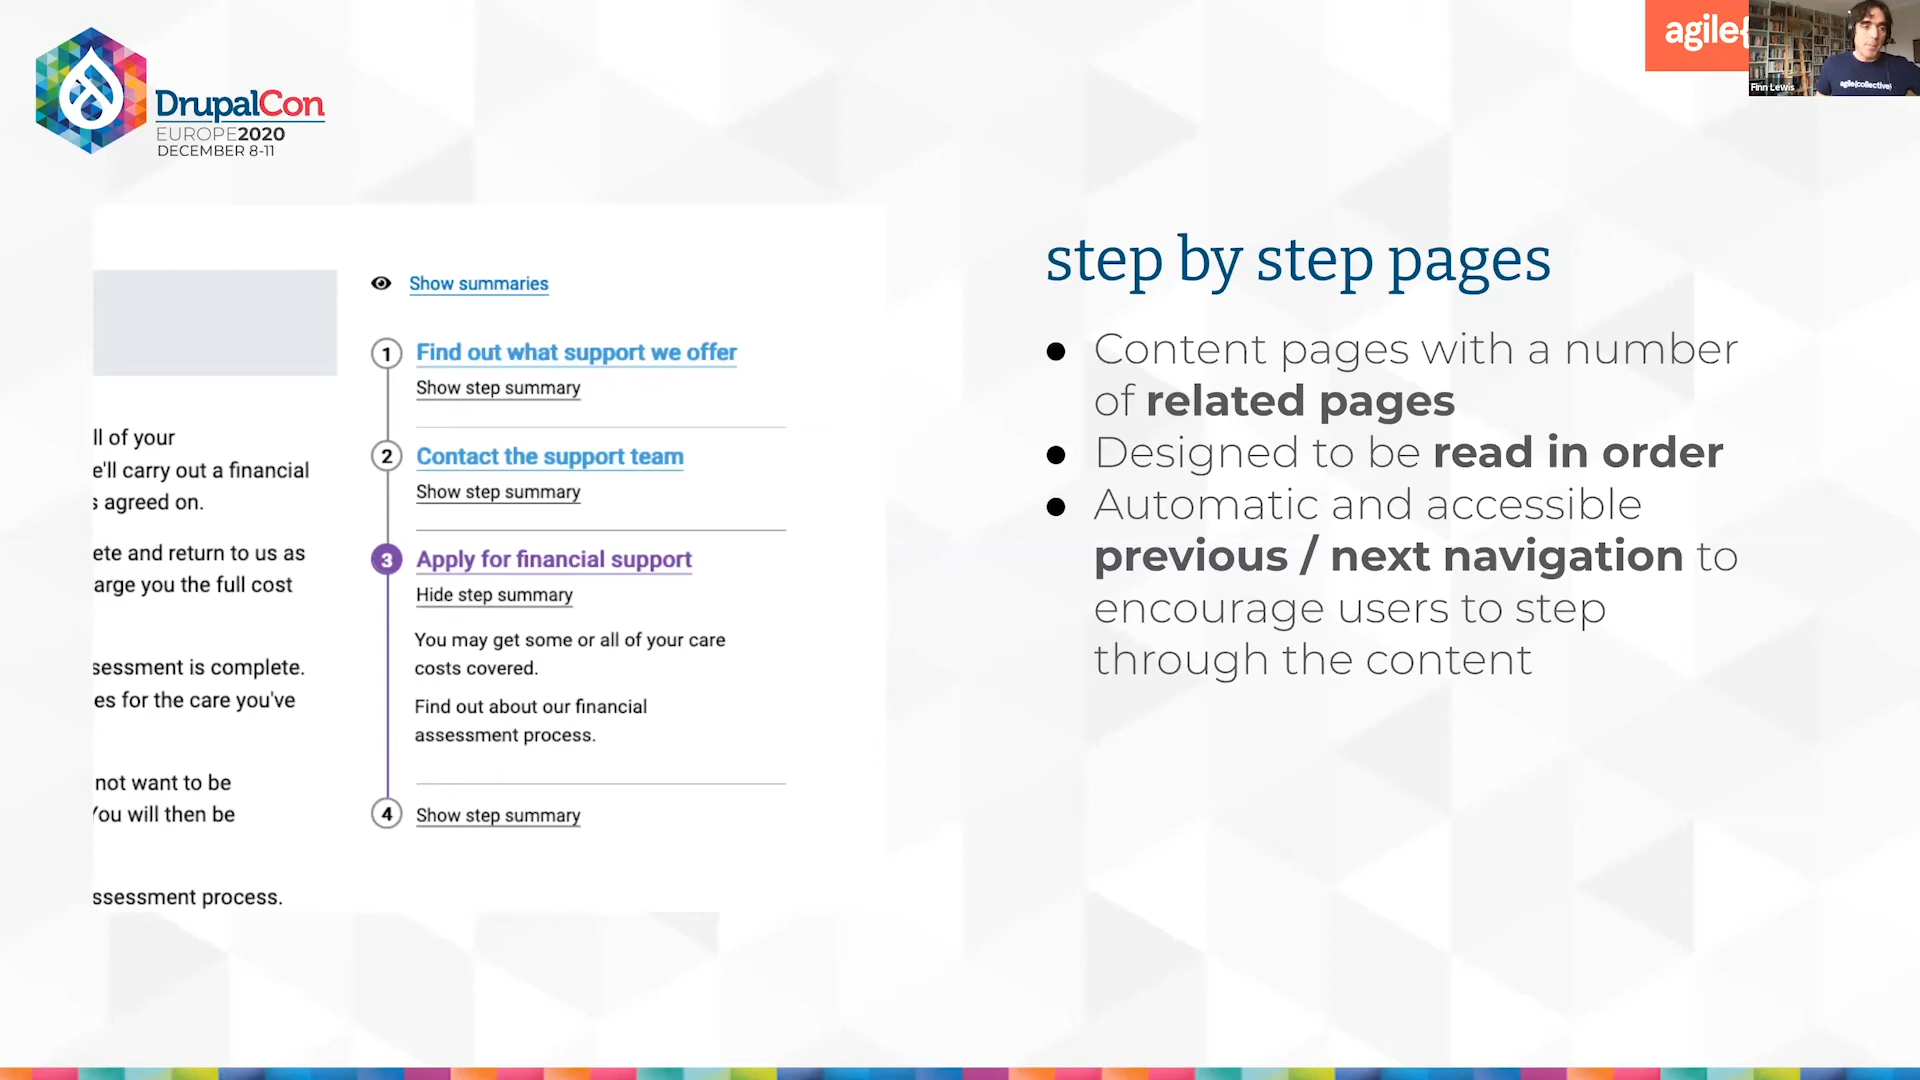 DrupalCon
EUROPE2020
DECEMBER 8-11
agile{
Finn Lewis
agile{collective}
ll of your
e'll carry out a financial
s agreed on.
ete and return to us as
arge you the full cost
sessment is complete.
es for the care you've
not want to be
You will then be
ssessment process.
Show summaries
1 Find out what support we offer
Show step summary
2 Contact the support team
Show step summary
3 Apply for financial support
Hide step summary
You may get some or all of your care
costs covered.
Find out about our financial
assessment process.
4 Show step summary
step by step pages
● Content pages with a number
of related pages
● Designed to be read in order
● Automatic and accessible
previous / next navigation to
encourage users to step
through the content